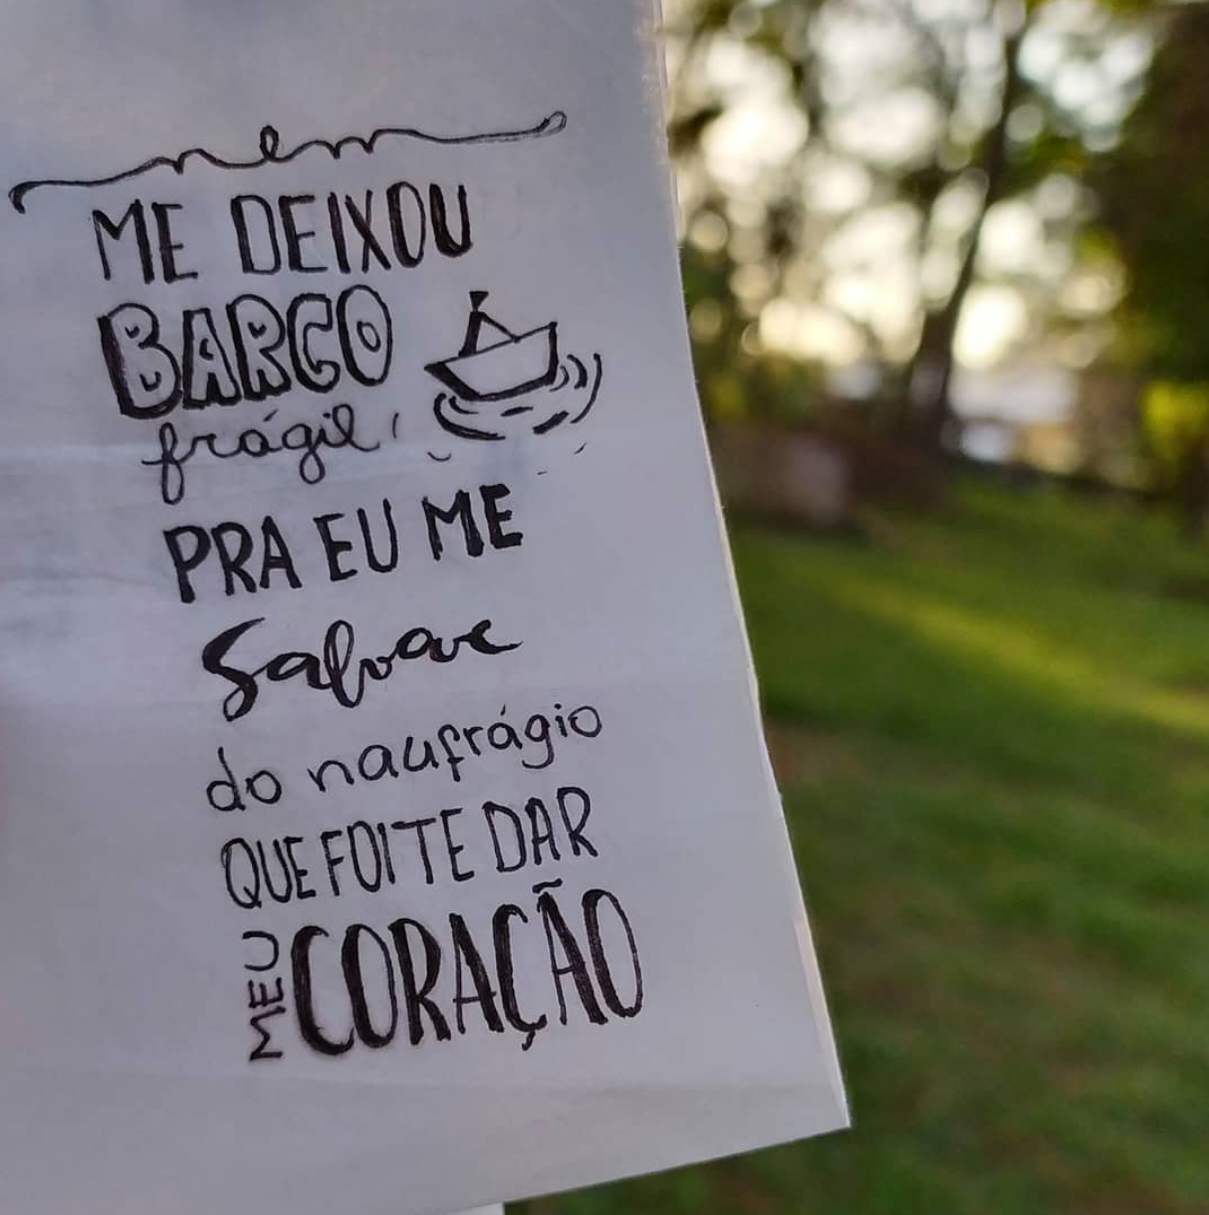 nem
ME DEIXOU
BARCO
frágil!
PRA EU ME
Salvar
do naufrágio
QUE FOI TE DAR
MEU CORAÇÃO